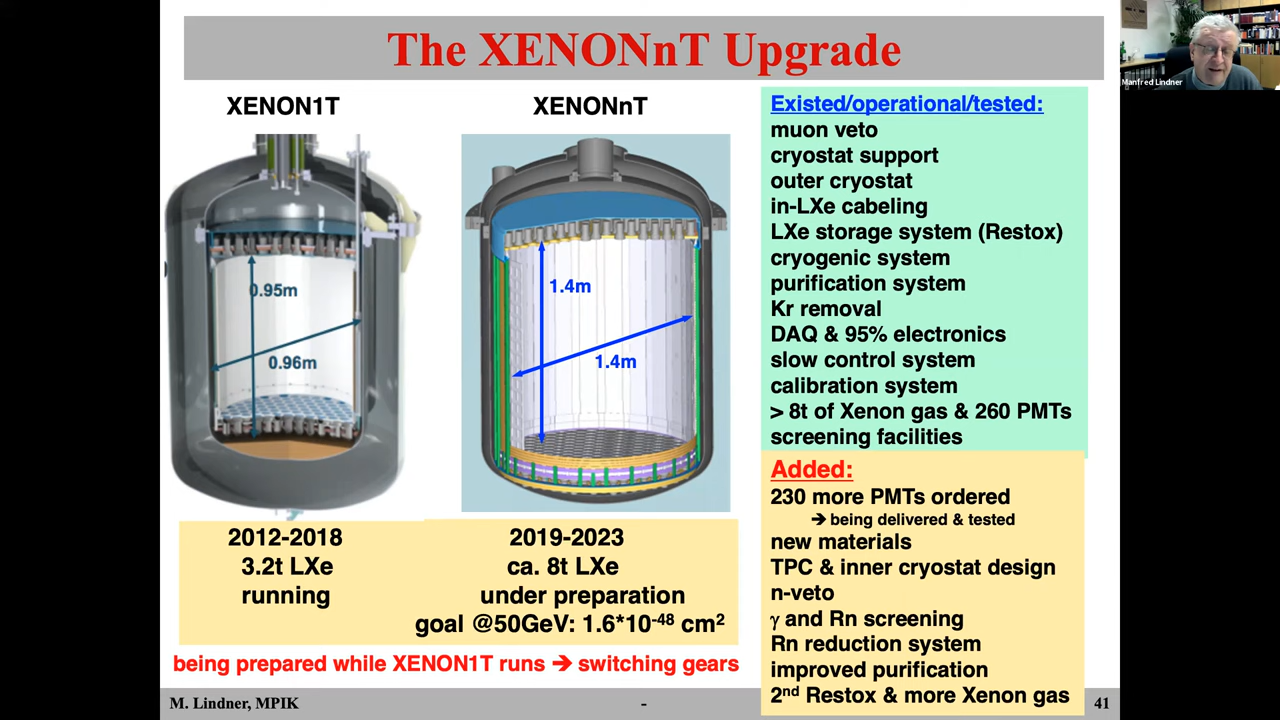 The XENONnT Upgrade
Manfred Lindner
XENON1T
XENONnT
0.95m
0.96m
1.4m
1.4m
2012-2018
3.2t LXe
running
2019-2023
ca. 8t LXe
under preparation
goal @50GeV: 1.6*10⁻⁴⁸ cm²
being prepared while XENON1T runs ➔ switching gears
Existed/operational/tested:
muon veto
cryostat support
outer cryostat
in-LXe cabeling
LXe storage system (Restox)
cryogenic system
purification system
Kr removal
DAQ & 95% electronics
slow control system
calibration system
> 8t of Xenon gas & 260 PMTs
screening facilities
Added:
230 more PMTs ordered
➔ being delivered & tested
new materials
TPC & inner cryostat design
n-veto
γ and Rn screening
Rn reduction system
improved purification
2nd Restox & more Xenon gas
M. Lindner, MPIK
-
41